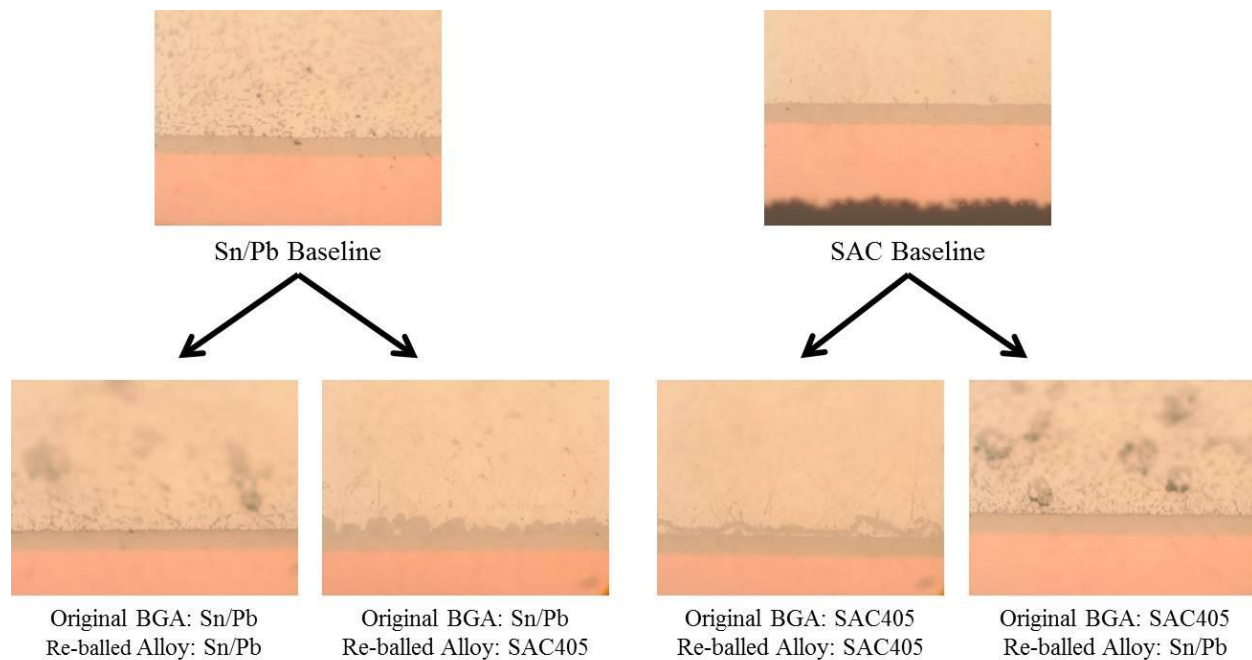 Sn/Pb Baseline
SAC Baseline
Original BGA: Sn/Pb
Re-balled Alloy: Sn/Pb
Original BGA: Sn/Pb
Re-balled Alloy: SAC405
Original BGA: SAC405
Re-balled Alloy: SAC405
Original BGA: SAC405
Re-balled Alloy: Sn/Pb